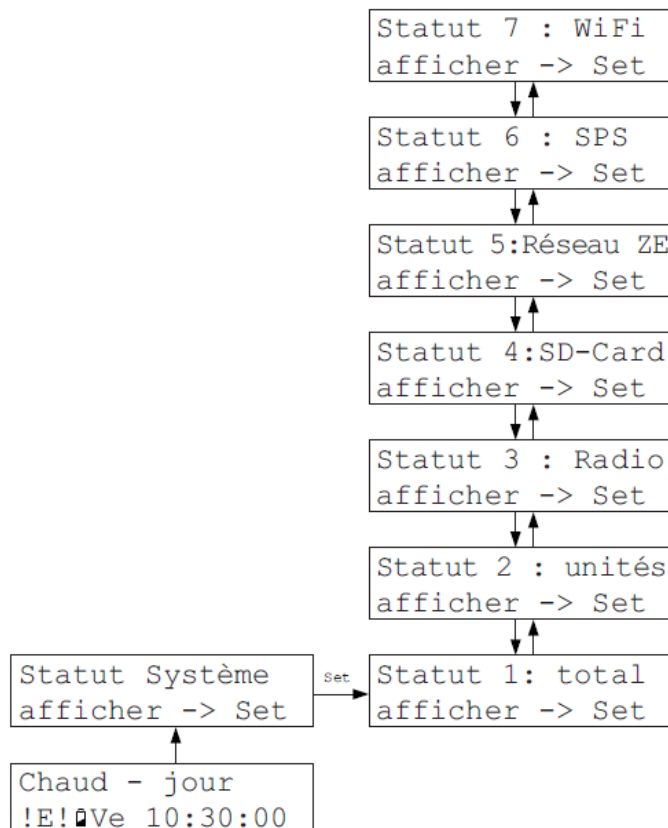 Statut 7 : WiFi
afficher -> Set
Statut 6 : SPS
afficher -> Set
Statut 5:Réseau ZE
afficher -> Set
Statut 4:SD-Card
afficher -> Set
Statut 3 : Radio
afficher -> Set
Statut 2 : unités
afficher -> Set
Statut Système
afficher -> Set
Set
Statut 1: total
afficher -> Set
Chaud - jour
!E! Ve 10:30:00